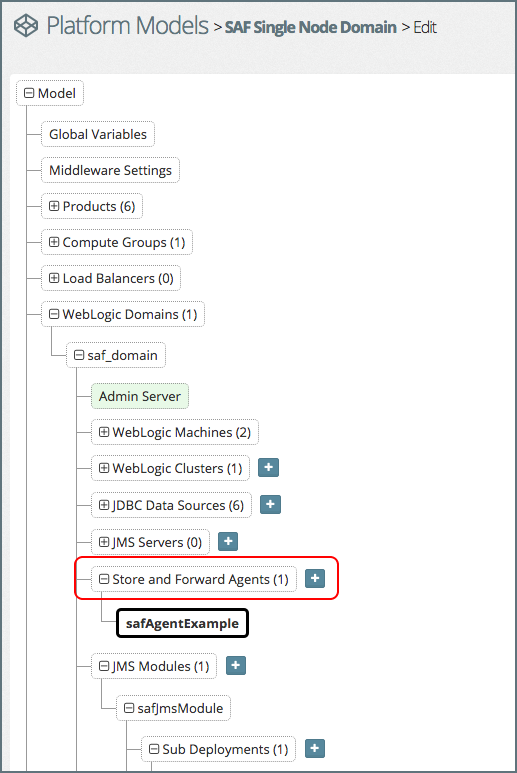 Platform Models > SAF Single Node Domain > Edit
Model
Global Variables
Middleware Settings
Products (6)
Compute Groups (1)
Load Balancers (0)
WebLogic Domains (1)
saf_domain
Admin Server
WebLogic Machines (2)
WebLogic Clusters (1)
JDBC Data Sources (6)
JMS Servers (0)
Store and Forward Agents (1)
safAgentExample
JMS Modules (1)
safJmsModule
Sub Deployments (1)